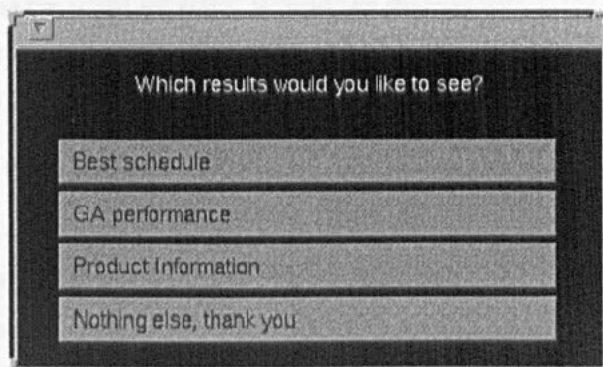 Which results would you like to see?
Best schedule
GA performance
Product Information
Nothing else, thank you